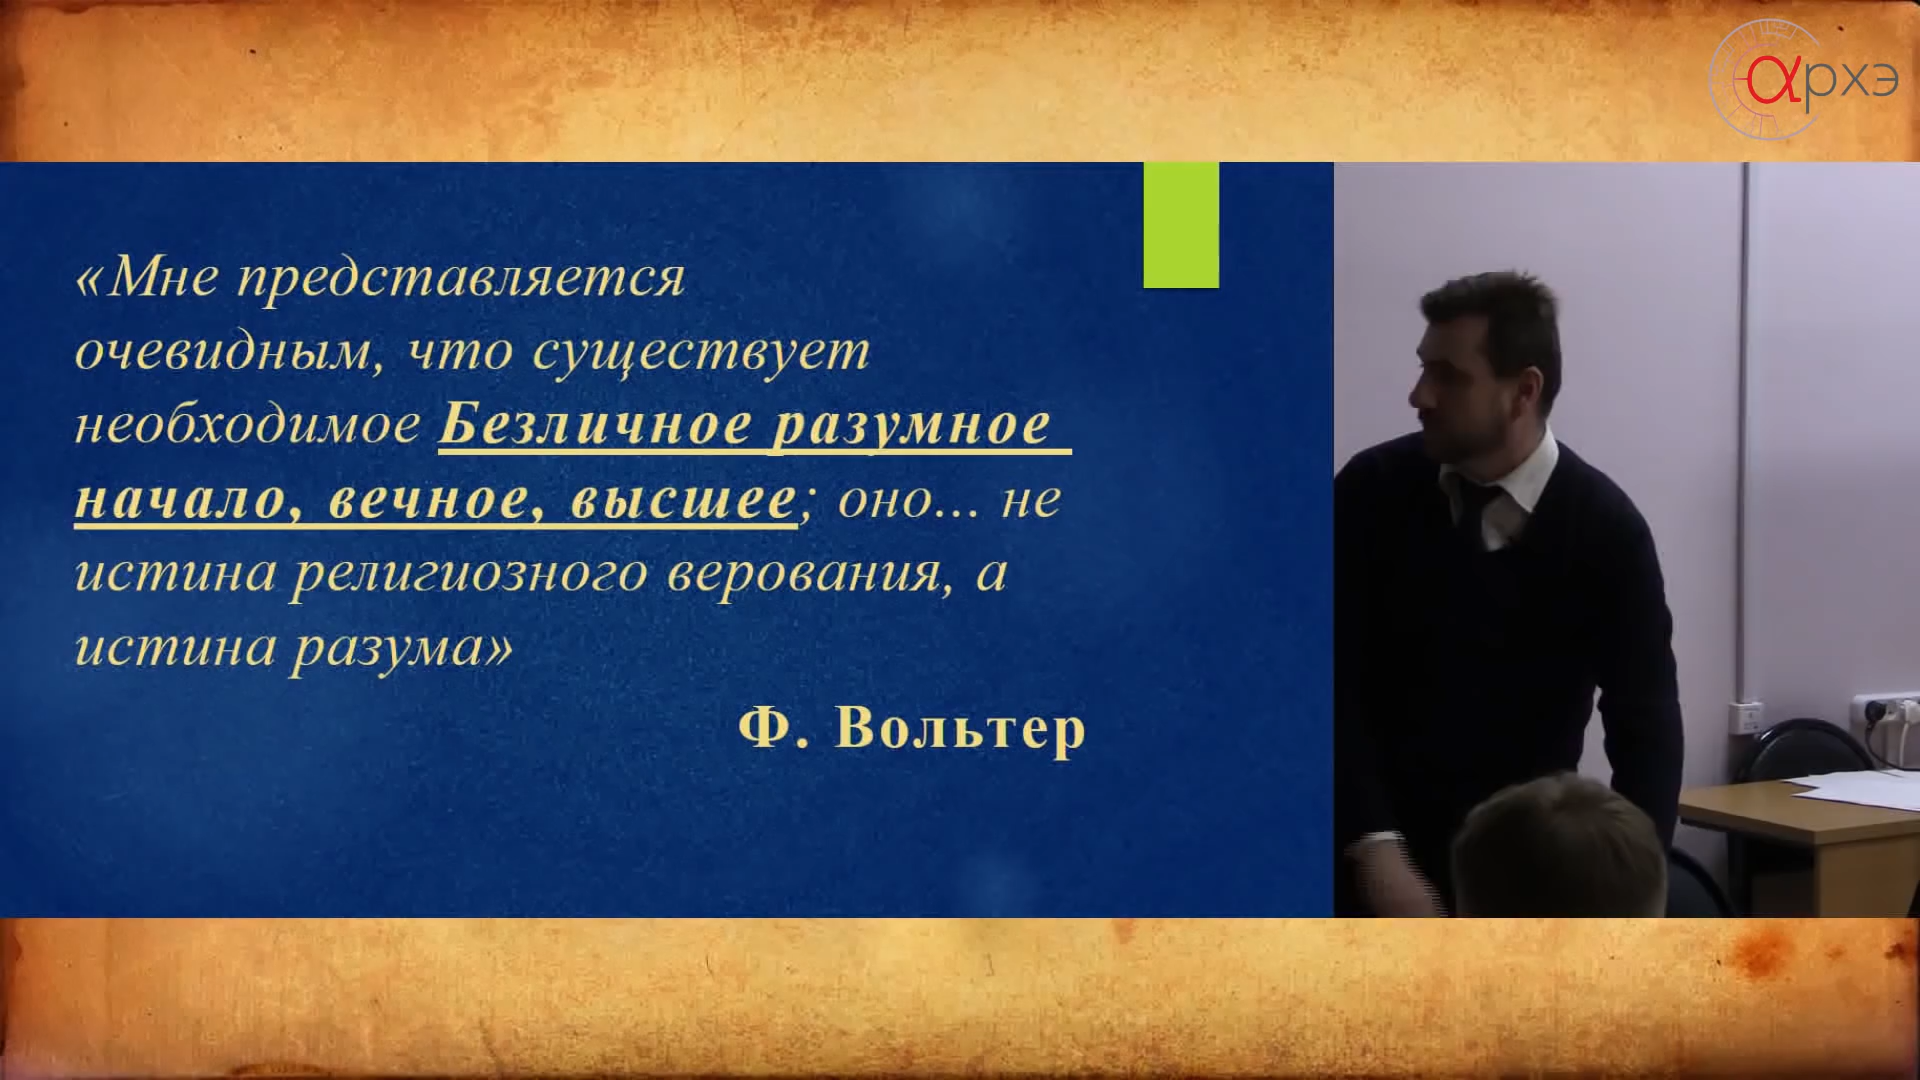 αрхэ
«Мне представляется
очевидным, что существует
необходимое Безличное разумное
начало, вечное, высшее; оно... не
истина религиозного верования, а
истина разума»
Ф. Вольтер